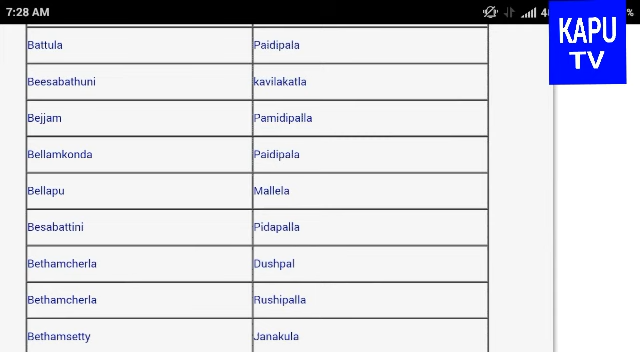 7:28 AM
KAPU
TV
%
Battula Paidipala
Beesabathuni kavilakatla
Bejjam Pamidipalla
Bellamkonda Paidipala
Bellapu Mallela
Besabattini Pidapalla
Bethamcherla Dushpal
Bethamcherla Rushipalla
Bethamsetty Janakula